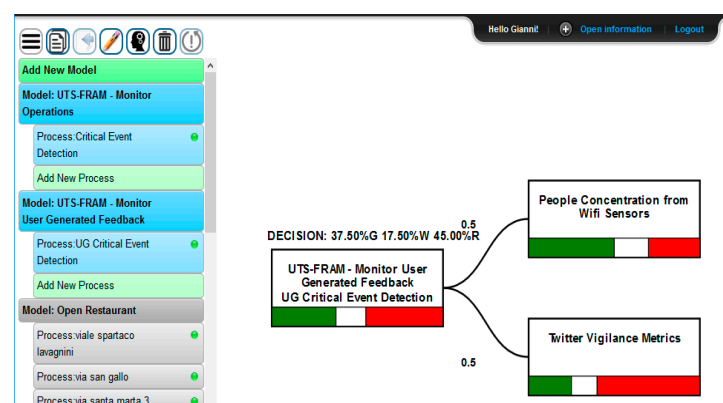 Hello Gianni!
Open information
Logout
Add New Model
Model: UTS-FRAM - Monitor
Operations
Process:Critical Event
Detection
Add New Process
Model: UTS-FRAM - Monitor
User Generated Feedback
Process:UG Critical Event
Detection
Add New Process
Model: Open Restaurant
Process:viale spartaco
lavagnini
Process:via san gallo
Process:via santa marta 3
DECISION: 37.50%G 17.50%W 45.00%R
UTS-FRAM - Monitor User
Generated Feedback
UG Critical Event Detection
0.5
People Concentration from
Wifi Sensors
0.5
Twitter Vigilance Metrics